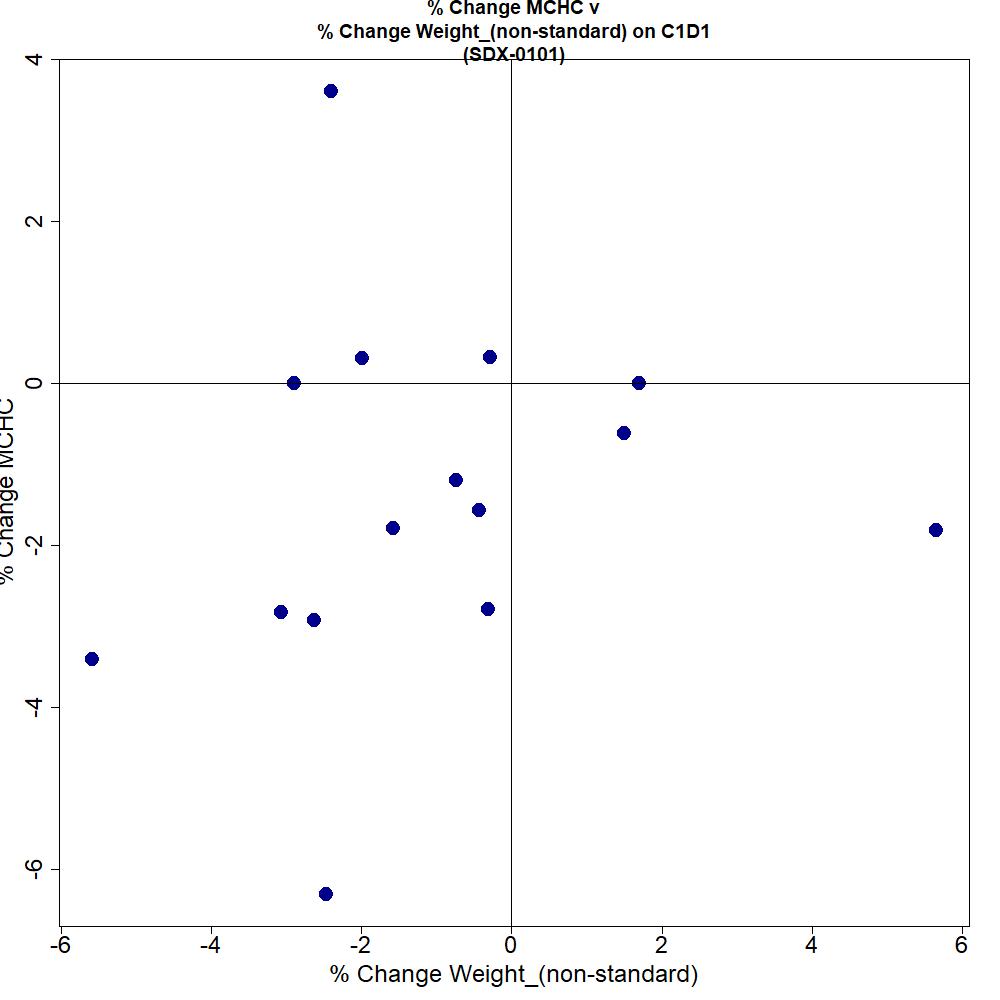 % Change MCHC v
% Change Weight_(non-standard) on C1D1
(SDX-0101)
4
2
0
-2
-4
-6
% Change MCHC
-6
-4
-2
0
2
4
6
% Change Weight_(non-standard)